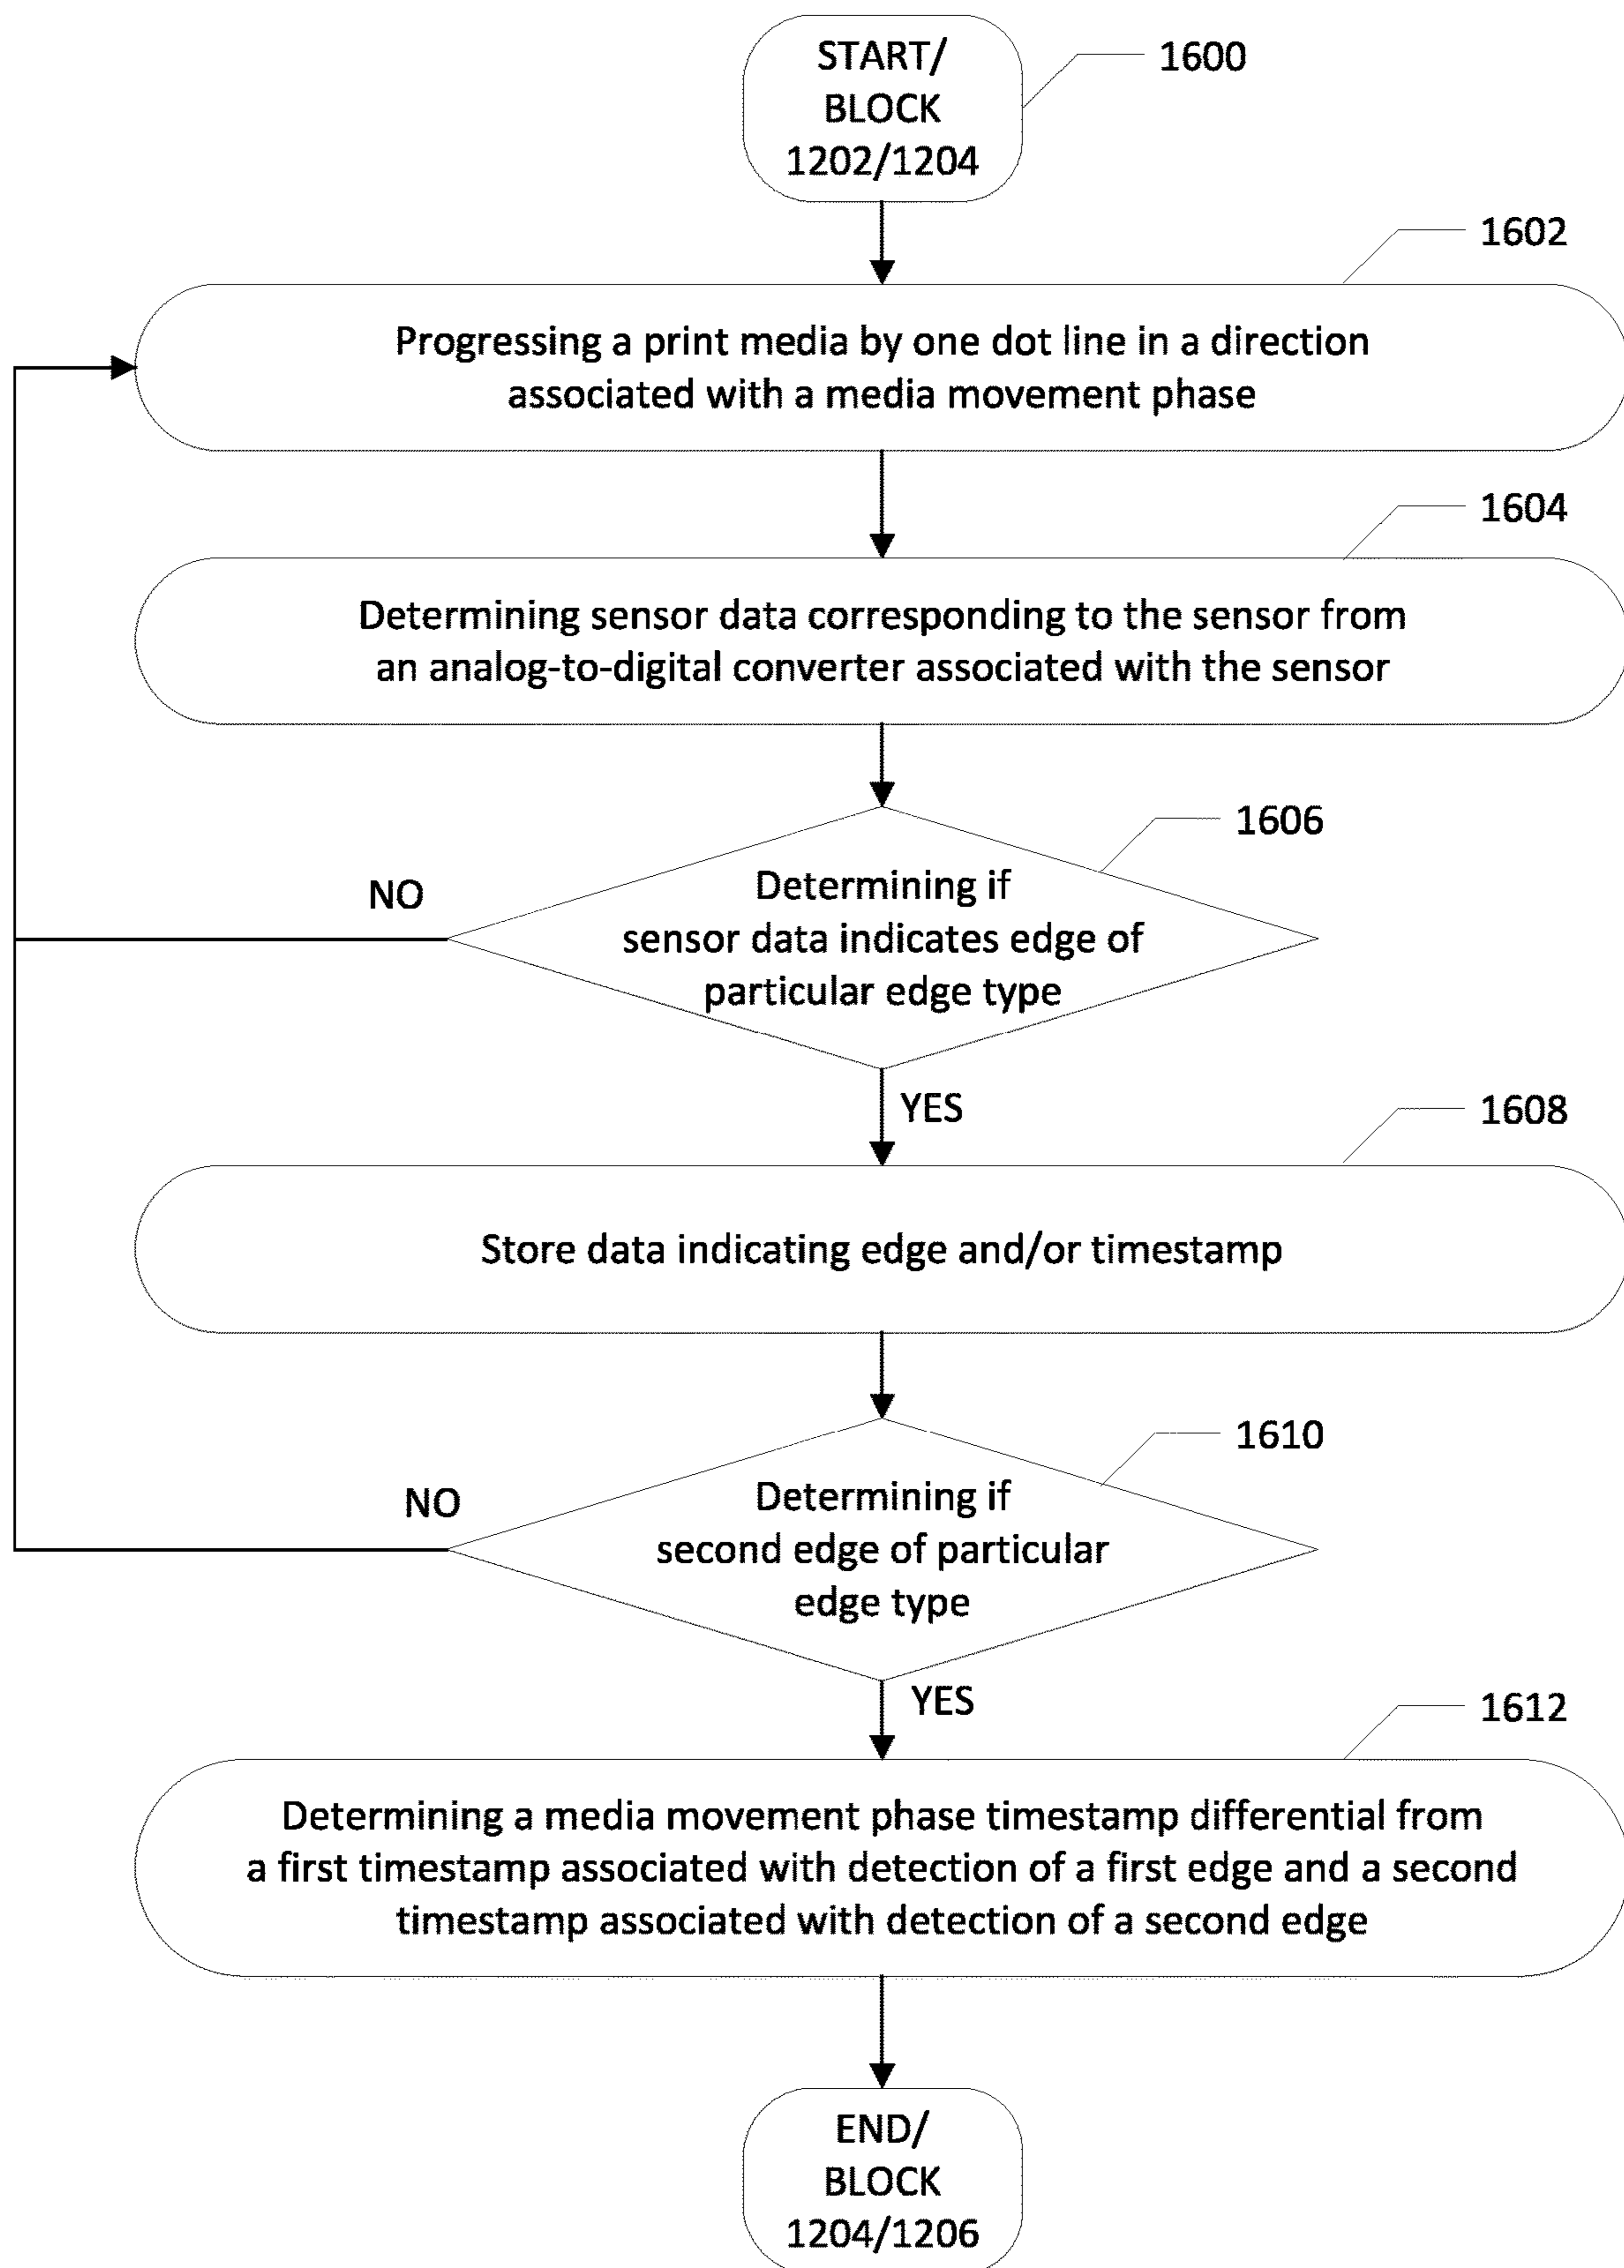 START/
BLOCK
1202/1204
1600
1602
Progressing a print media by one dot line in a direction
associated with a media movement phase
1604
Determining sensor data corresponding to the sensor from
an analog-to-digital converter associated with the sensor
1606
NO
Determining if
sensor data indicates edge of
particular edge type
YES
1608
Store data indicating edge and/or timestamp
1610
NO
Determining if
second edge of particular
edge type
YES
1612
Determining a media movement phase timestamp differential from
a first timestamp associated with detection of a first edge and a second
timestamp associated with detection of a second edge
END/
BLOCK
1204/1206